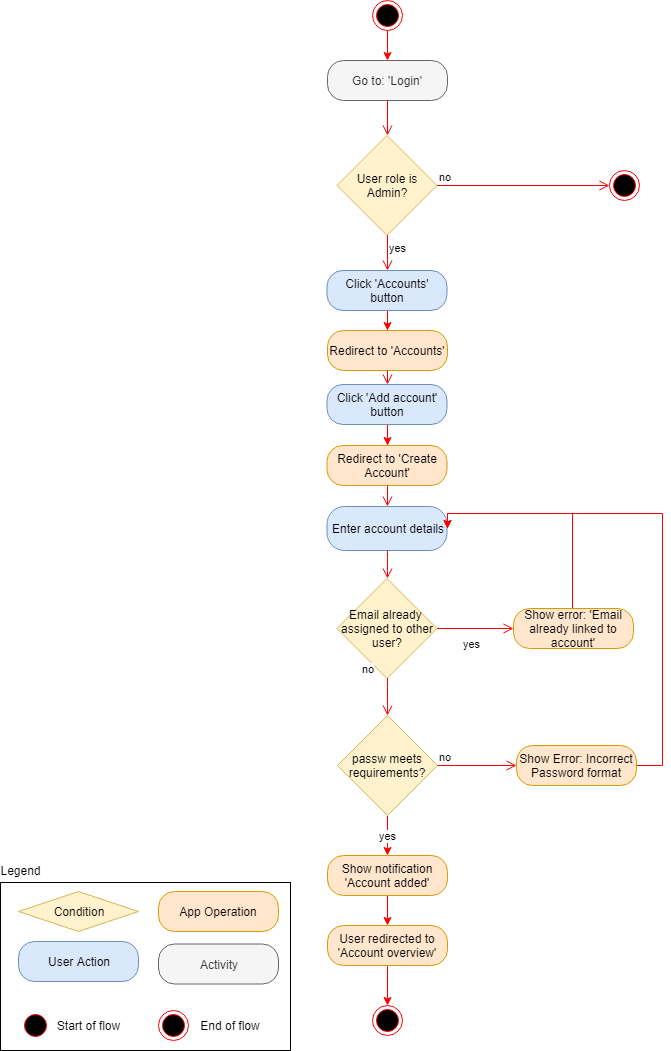 Go to: 'Login'
User role is
Admin?
no
yes
Click 'Accounts'
button
Redirect to 'Accounts'
Click 'Add account'
button
Redirect to 'Create
Account'
Enter account details
Email already
assigned to other
user?
yes
Show error: 'Email
already linked to
account'
no
passw meets
requirements?
no
Show Error: Incorrect
Password format
yes
Show notification
'Account added'
User redirected to
'Account overview'
Legend
Condition
App Operation
User Action
Activity
Start of flow
End of flow